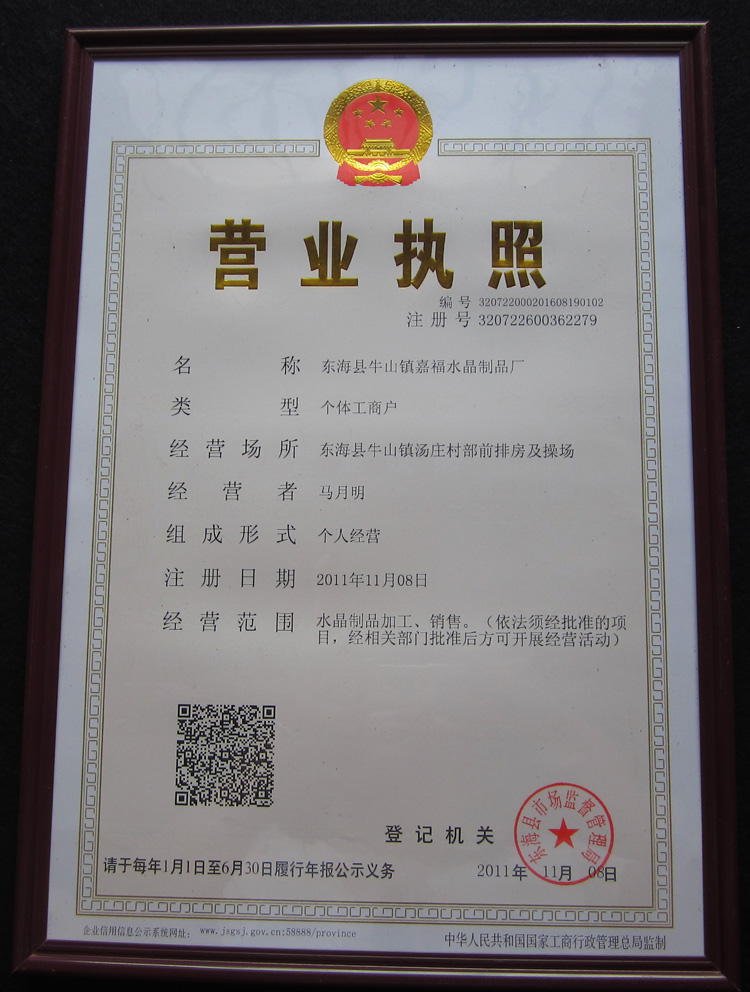 营业执照
编号 320722000201608190102
注册号 320722600362279
名称 东海县牛山镇嘉福水晶制品厂
类型 个体工商户
经营场所 东海县牛山镇汤庄村部前排房及操场
经营者 马月明
组成形式 个人经营
注册日期 2011年11月08日
经营范围 水晶制品加工、销售。（依法须经批准的项
目，经相关部门批准后方可开展经营活动）
东海县市场监督管理局
登记机关
请于每年1月1日至6月30日履行年报公示义务
2011年 11月 08日
企业信用信息公示系统网址： www.jsgsj.gov.cn:58888/province
中华人民共和国国家工商行政管理总局监制